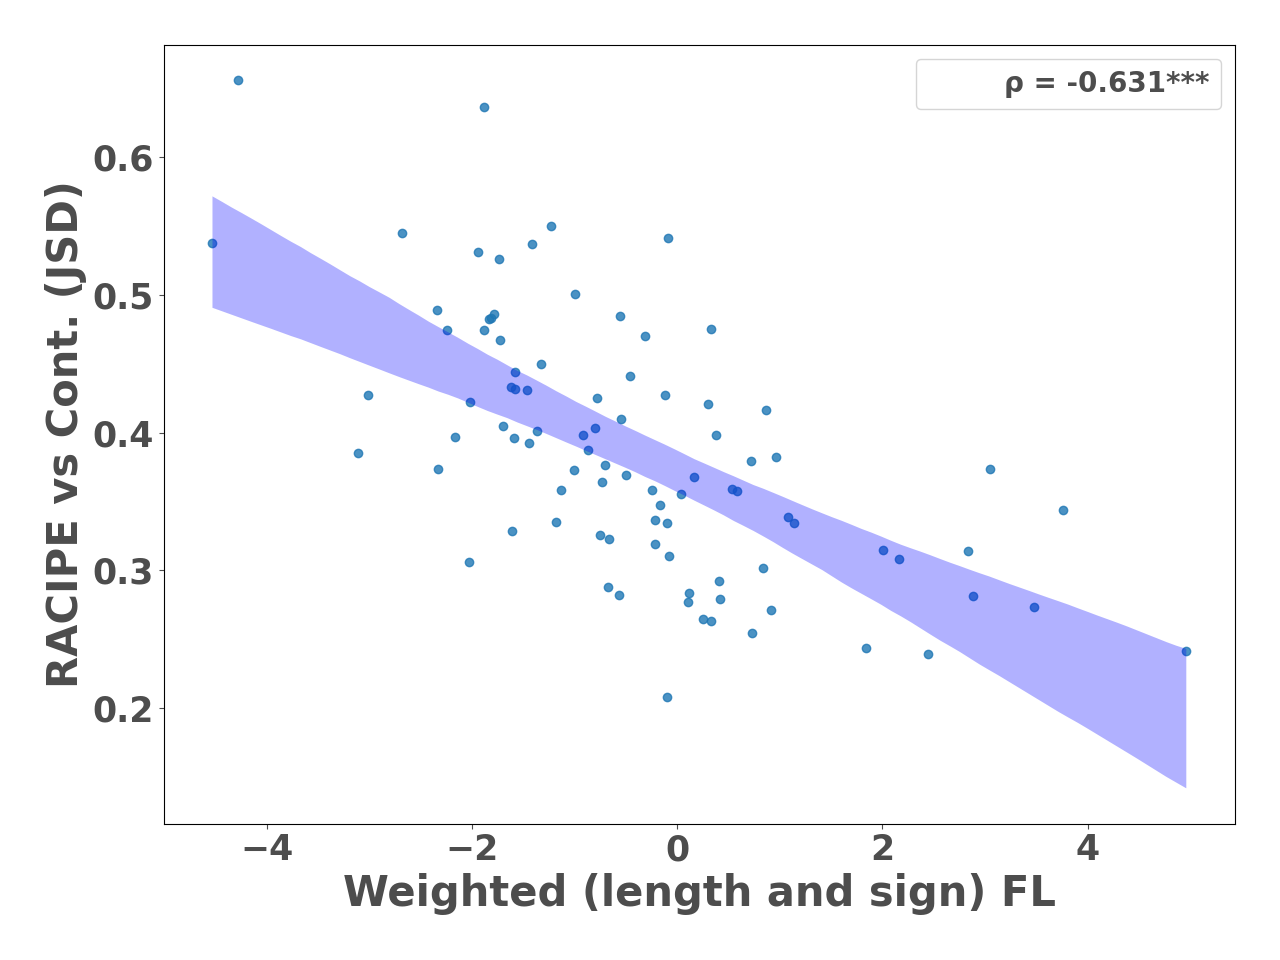 ρ = -0.631***
RACIPE vs Cont. (JSD)
0.6
0.5
0.4
0.3
0.2
−4 −2 0 2 4
Weighted (length and sign) FL